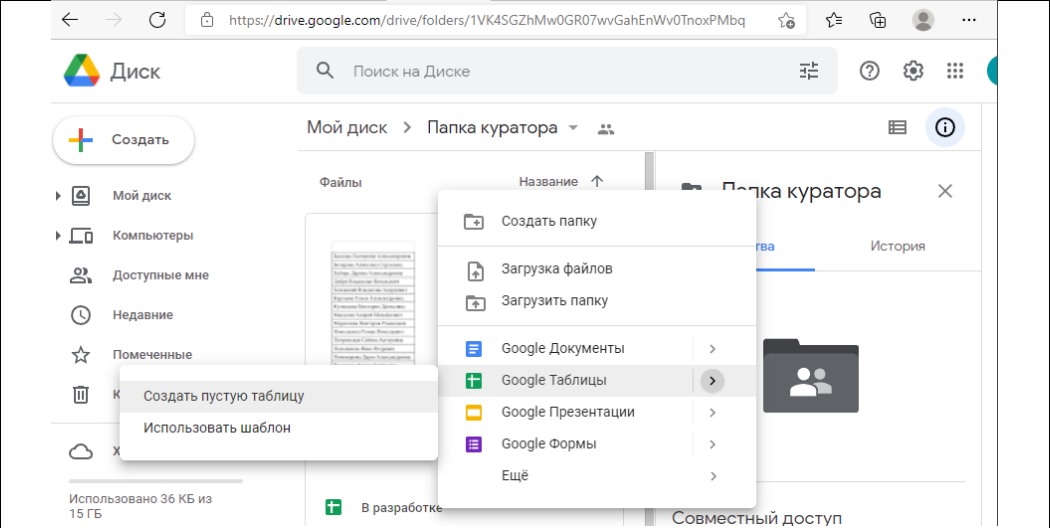 https://drive.google.com/drive/folders/1VK4SGZhMw0GR07wvGahEnWv0TnoxPMbq
Диск
Поиск на Диске
Создать
Мой диск
Папка куратора
Мой диск
Компьютеры
Доступные мне
Недавние
Помеченные
К
Х
Использовано 36 КБ из
15 ГБ
Файлы
Название
В разработке
Создать папку
Загрузка файлов
Загрузить папку
Google Документы
Google Таблицы
Google Презентации
Google Формы
Ещё
Создать пустую таблицу
Использовать шаблон
Папка куратора
тва
История
Совместный доступ